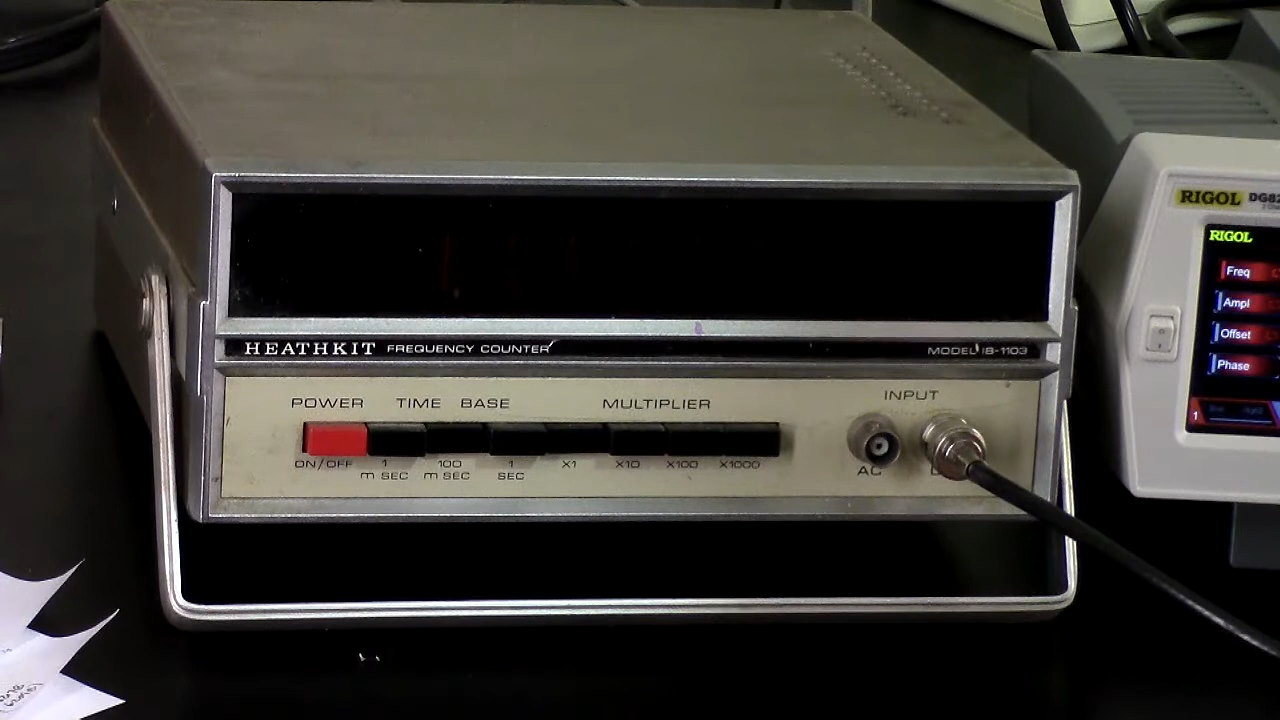 HEATHKIT FREQUENCY COUNTER
MODEL IB-1103
POWER TIME BASE MULTIPLIER INPUT
ON/OFF 1 m SEC 100 m SEC 1 SEC X1 X10 X100 X1000
AC
RIGOL
RIGOL
Freq
Ampl
Offset
Phase
1